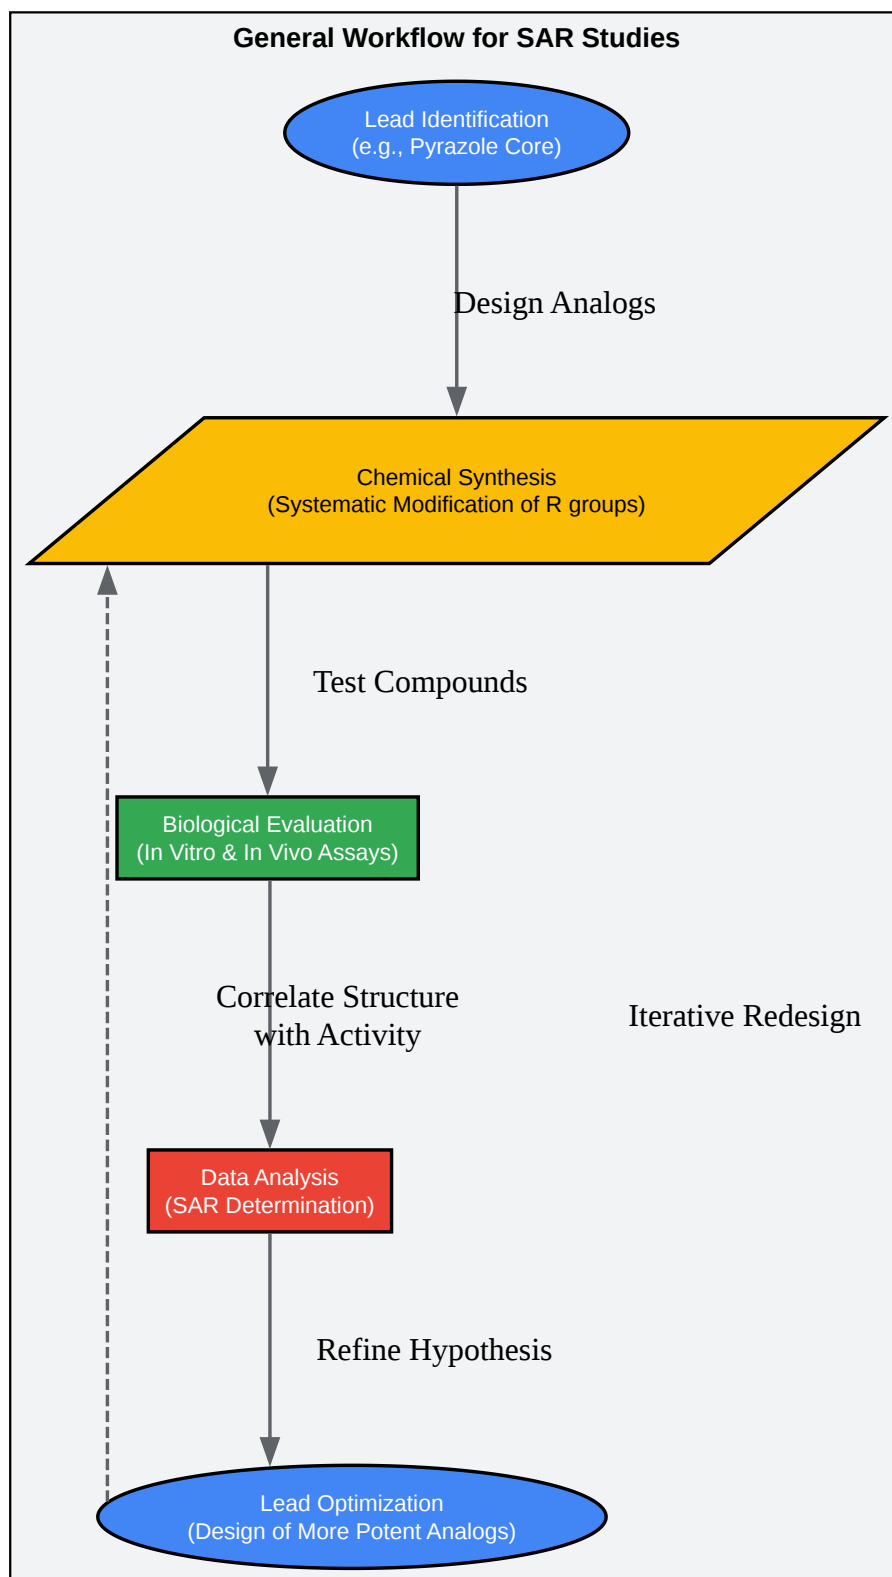 General Workflow for SAR Studies
Lead Identification
(e.g., Pyrazole Core)
Design Analogs
Chemical Synthesis
(Systematic Modification of R groups)
Test Compounds
Biological Evaluation
(In Vitro & In Vivo Assays)
Correlate Structure
with Activity
Iterative Redesign
Data Analysis
(SAR Determination)
Refine Hypothesis
Lead Optimization
(Design of More Potent Analogs)